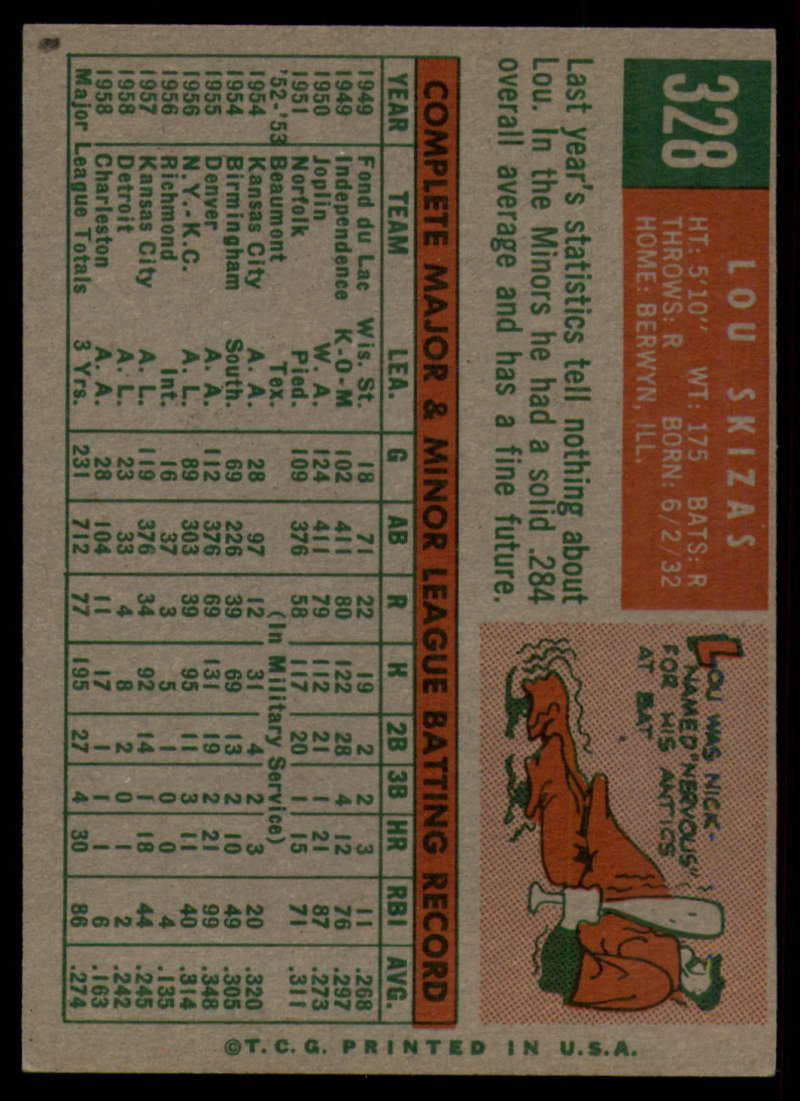 328
LOU SKIZAS
HT: 5'10" WT: 175 BATS: R
THROWS: R BORN: 6/2/32
HOME: BERWYN, ILL.
Last year's statistics tell nothing about
Lou. In the Minors he had a solid .284
overall average and has a fine future.
LOU WAS NICK-
NAMED "NERVOUS"
FOR HIS ANTICS
AT BAT
COMPLETE MAJOR & MINOR LEAGUE BATTING RECORD
YEAR TEAM LEA. G AB R H 2B 3B HR RBI AVG.
1949 Fond du Lac Wis. St. 18 71 22 19 2 2 3 11 .268
1949 Independence K-O-M 102 411 80 122 28 4 12 76 .297
1950 Joplin W. A. 124 411 79 112 21 1 21 87 .273
1951 Norfolk Pied. 109 376 58 117 20 1 15 71 .311
'52-'53 Beaumont Tex. (In Military Service)
1954 Kansas City A. A. 28 97 12 31 4 2 3 20 .320
1954 Birmingham South. 69 226 39 69 13 2 10 49 .305
1955 Denver A. A. 112 376 69 131 19 2 21 99 .348
1956 N.Y.-K.C. A. L. 89 303 39 95 11 3 11 40 .314
1956 Richmond Int. 16 37 3 5 1 0 0 4 .135
1957 Kansas City A. L. 119 376 34 92 14 1 18 44 .245
1958 Detroit A. L. 23 33 4 8 2 0 1 2 .242
1958 Charleston A. A. 28 104 11 17 1 1 1 6 .163
Major League Totals 3 Yrs. 231 712 77 195 27 4 30 86 .274
©T.C.G. PRINTED IN U.S.A.